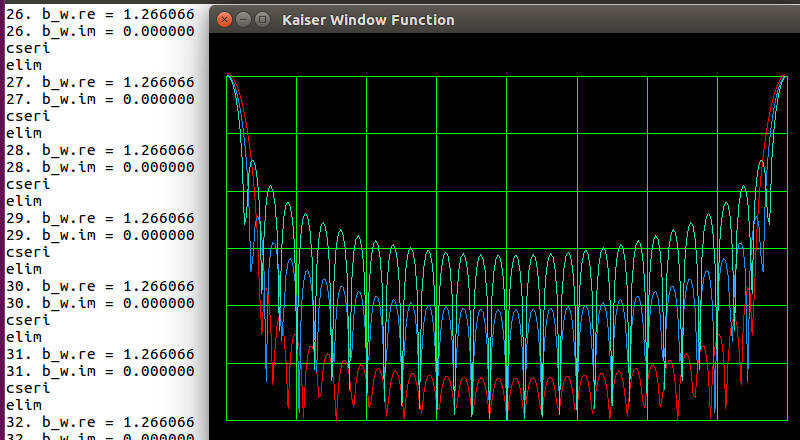 26. b_w.re = 1.266066
26. b_w.im = 0.000000
cseri
elim
27. b_w.re = 1.266066
27. b_w.im = 0.000000
cseri
elim
28. b_w.re = 1.266066
28. b_w.im = 0.000000
cseri
elim
29. b_w.re = 1.266066
29. b_w.im = 0.000000
cseri
elim
30. b_w.re = 1.266066
30. b_w.im = 0.000000
cseri
elim
31. b_w.re = 1.266066
31. b_w.im = 0.000000
cseri
elim
32. b_w.re = 1.266066
32. b_w.im = 0.000000
Kaiser Window Function